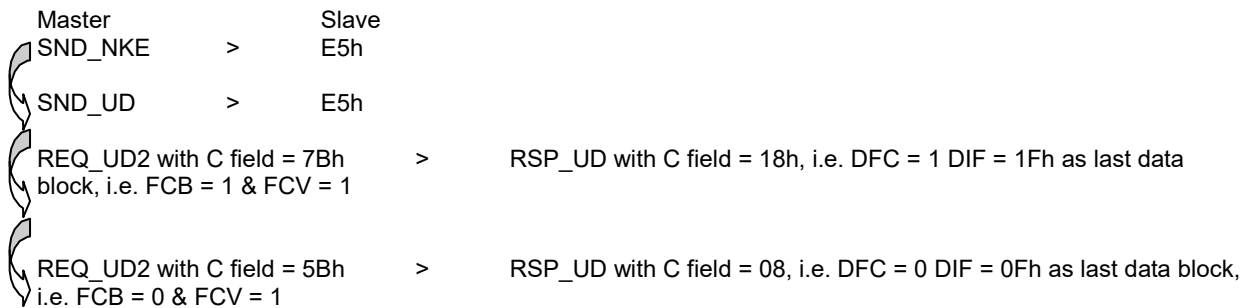 Master Slave
SND_NKE > E5h
SND_UD > E5h
REQ_UD2 with C field = 7Bh > RSP_UD with C field = 18h, i.e. DFC = 1 DIF = 1Fh as last data
block, i.e. FCB = 1 & FCV = 1
REQ_UD2 with C field = 5Bh > RSP_UD with C field = 08, i.e. DFC = 0 DIF = 0Fh as last data block,
i.e. FCB = 0 & FCV = 1